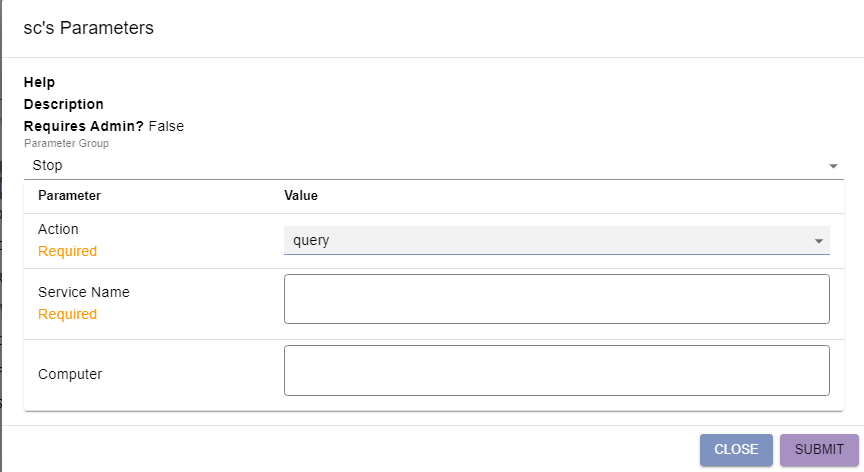 sc's Parameters
Help
Description
Requires Admin? False
Parameter Group
Stop
Parameter Value
Action
Required
query
Service Name
Required
Computer
CLOSE SUBMIT